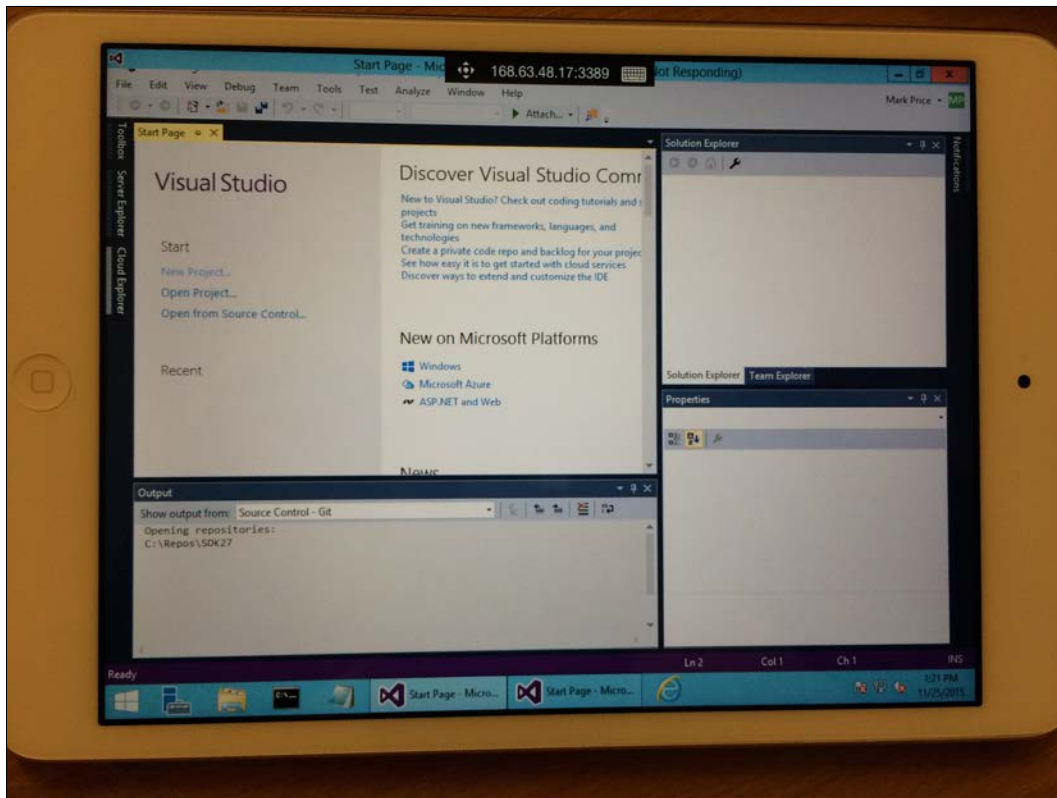 Start Page - Mic
168.63.48.17:3389
ot Responding)
File Edit View Debug Team Tools Test Analyze Window Help
Mark Price
MP
Attach...
Start Page
Toolbox
Server Explorer
Cloud Explorer
Visual Studio
Start
New Project...
Open Project...
Open from Source Control...
Recent
Discover Visual Studio Comr
New to Visual Studio? Check out coding tutorials and s
projects
Get training on new frameworks, languages, and
technologies
Create a private code repo and backlog for your projec
See how easy it is to get started with cloud services
Discover ways to extend and customize the IDE
New on Microsoft Platforms
Windows
Microsoft Azure
ASP.NET and Web
News
Solution Explorer
Notifications
Solution Explorer Team Explorer
Properties
Output
Show output from: Source Control - Git
Opening repositories:
C:\Repos\SDK27
Ready
Ln 2 Col 1 Ch 1 INS
Start Page - Micro...
Start Page - Micro...
1:21 PM
11/25/2015